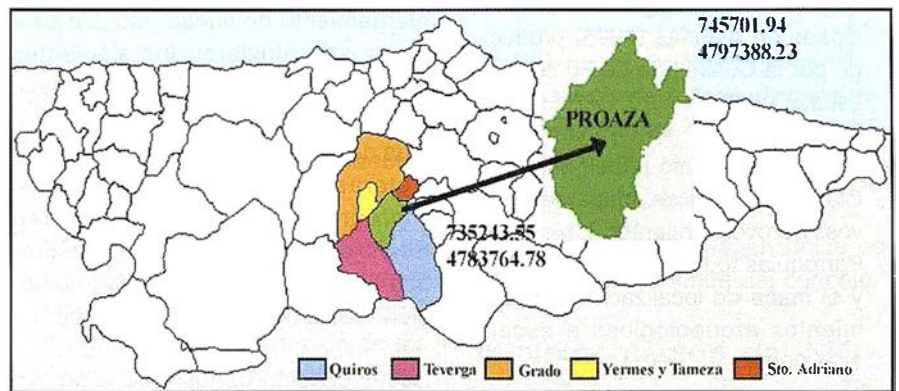 745701.94
4797388.23
PROAZA
735243.55
4783764.78
Quiros
Teverga
Grado
Yermes y Tameza
Sto. Adriano